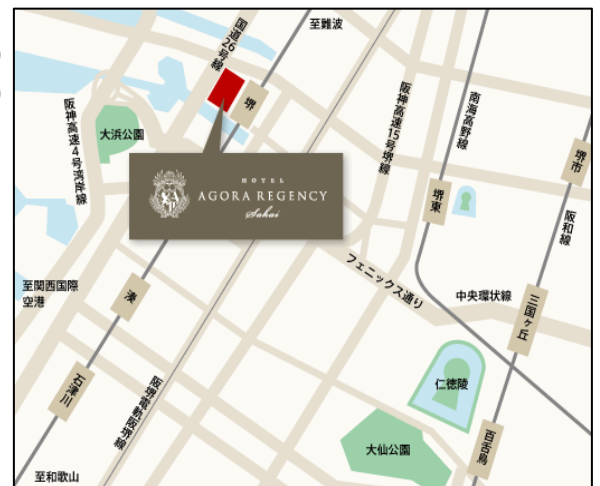 至難波
国道26号線
堺
大浜公園
阪神高速4号湾岸線
阪神高速15号堺線
南海高野線
堺市
阪和線
堺東
HOTEL
AGORA REGENCY
Sakai
フェニックス通り
中央環状線
三国ヶ丘
至関西国際
空港
湊
石津川
阪堺電軌阪堺線
仁徳陵
大仙公園
百舌鳥
至和歌山